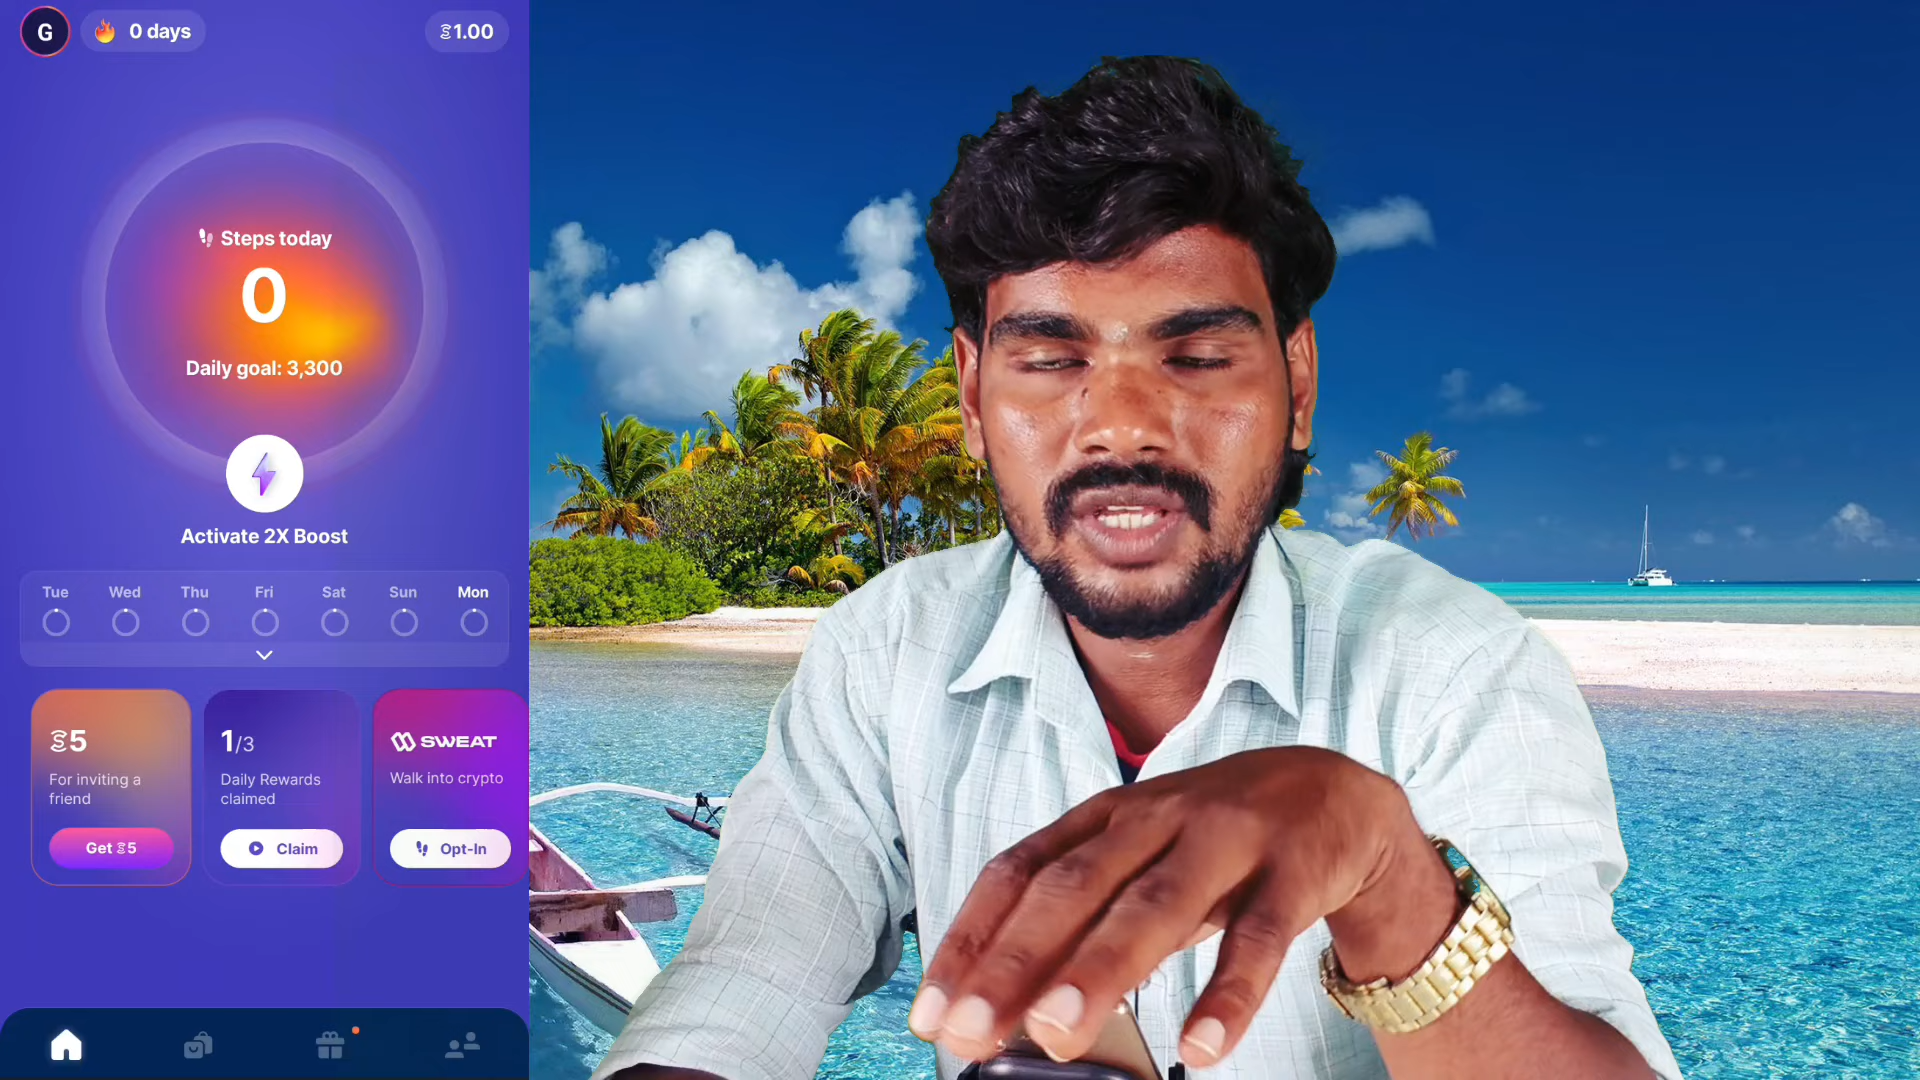 G
0 days
1.00
Steps today
0
Daily goal: 3,300
Activate 2X Boost
Tue Wed Thu Fri Sat Sun Mon
5
For inviting a
friend
Get 5
1/3
Daily Rewards
claimed
Claim
SWEAT
Walk into crypto
Opt-In